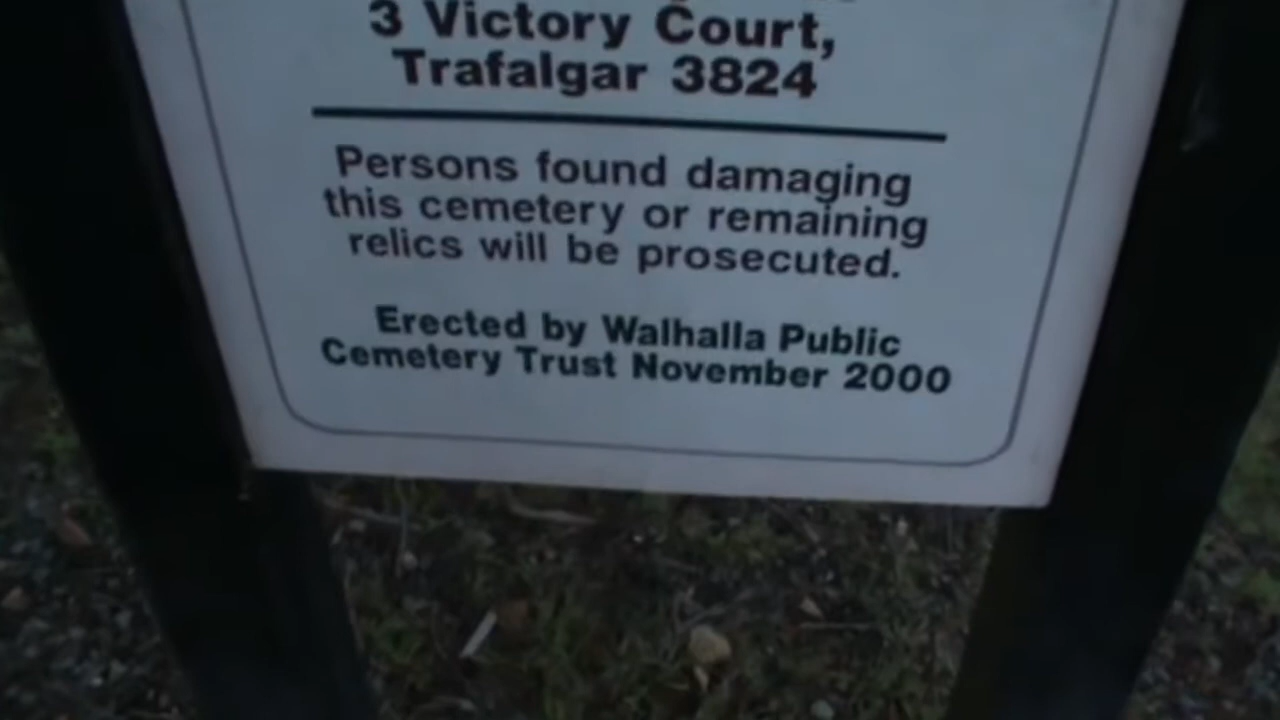 3 Victory Court,
Trafalgar 3824
Persons found damaging
this cemetery or remaining
relics will be prosecuted.
Erected by Walhalla Public
Cemetery Trust November 2000